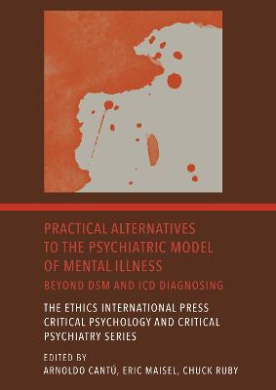 PRACTICAL ALTERNATIVES
TO THE PSYCHIATRIC MODEL
OF MENTAL ILLNESS
BEYOND DSM AND ICD DIAGNOSING
THE ETHICS INTERNATIONAL PRESS
CRITICAL PSYCHOLOGY AND CRITICAL
PSYCHIATRY SERIES
EDITED BY
ARNOLDO CANTÚ, ERIC MAISEL, CHUCK RUBY